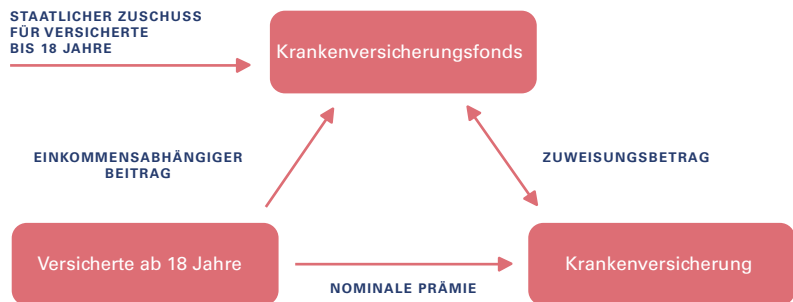 STAATLICHER ZUSCHUSS
FÜR VERSICHERTE
BIS 18 JAHRE
Krankenversicherungsfonds
EINKOMMENSABHÄNGIGER
BEITRAG
ZUWEISUNGSBETRAG
Versicherte ab 18 Jahre
Krankenversicherung
NOMINALE PRÄMIE